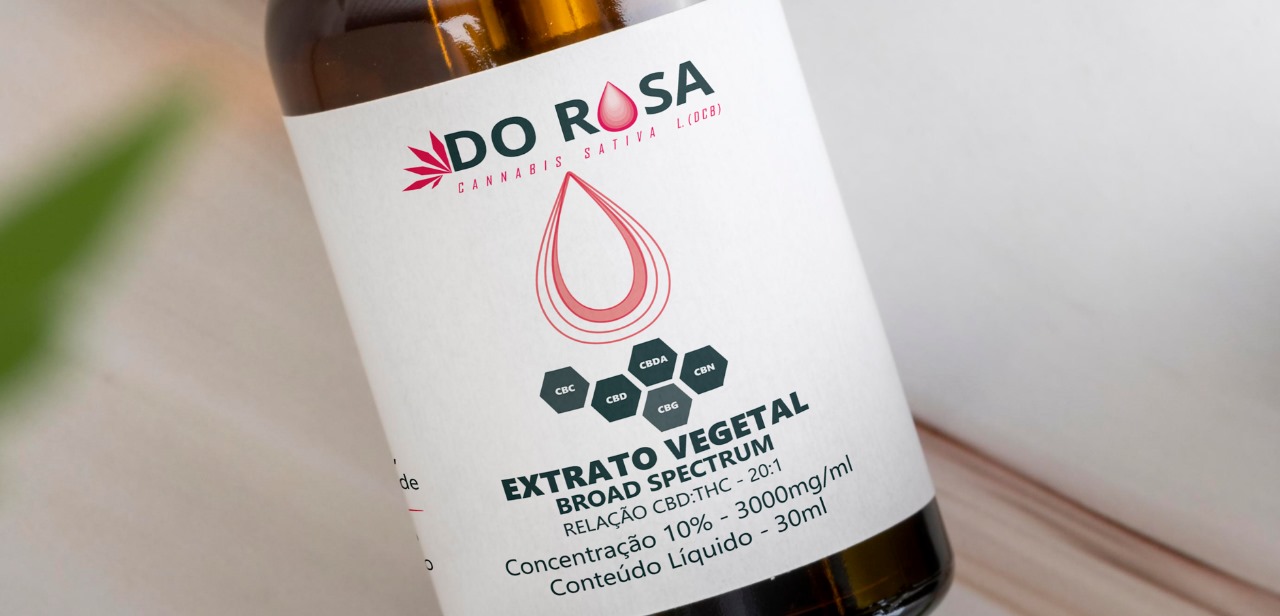 DO ROSA
CANNABIS SATIVA L.(DCB)
CBDA
CBN
CBC
CBD
CBG
EXTRATO VEGETAL
BROAD SPECTRUM
RELAÇÃO CBD:THC - 20:1
Concentração 10% - 3000mg/ml
Conteúdo Líquido - 30ml
de